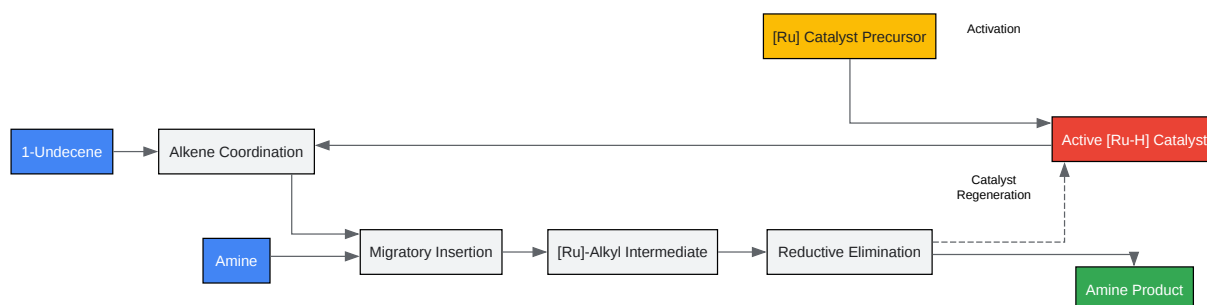 [Ru] Catalyst Precursor
Activation
1-Undecene
Alkene Coordination
Active [Ru-H] Catalyst
Catalyst
Regeneration
Amine
Migratory Insertion
[Ru]-Alkyl Intermediate
Reductive Elimination
Amine Product